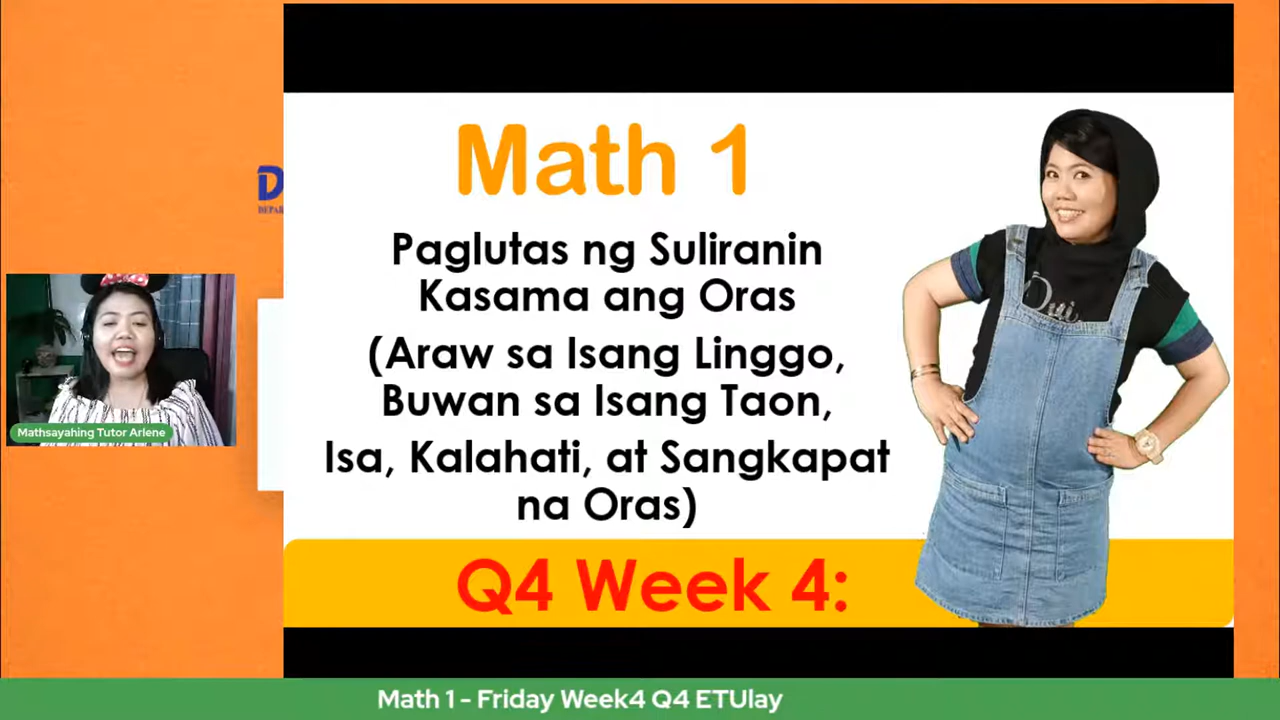 Math 1
Paglutas ng Suliranin
Kasama ang Oras
(Araw sa Isang Linggo,
Buwan sa Isang Taon,
Isa, Kalahati, at Sangkapat
na Oras)
Q4 Week 4:
Mathsayahing Tutor Arlene
Math 1 - Friday Week4 Q4 ETUlay